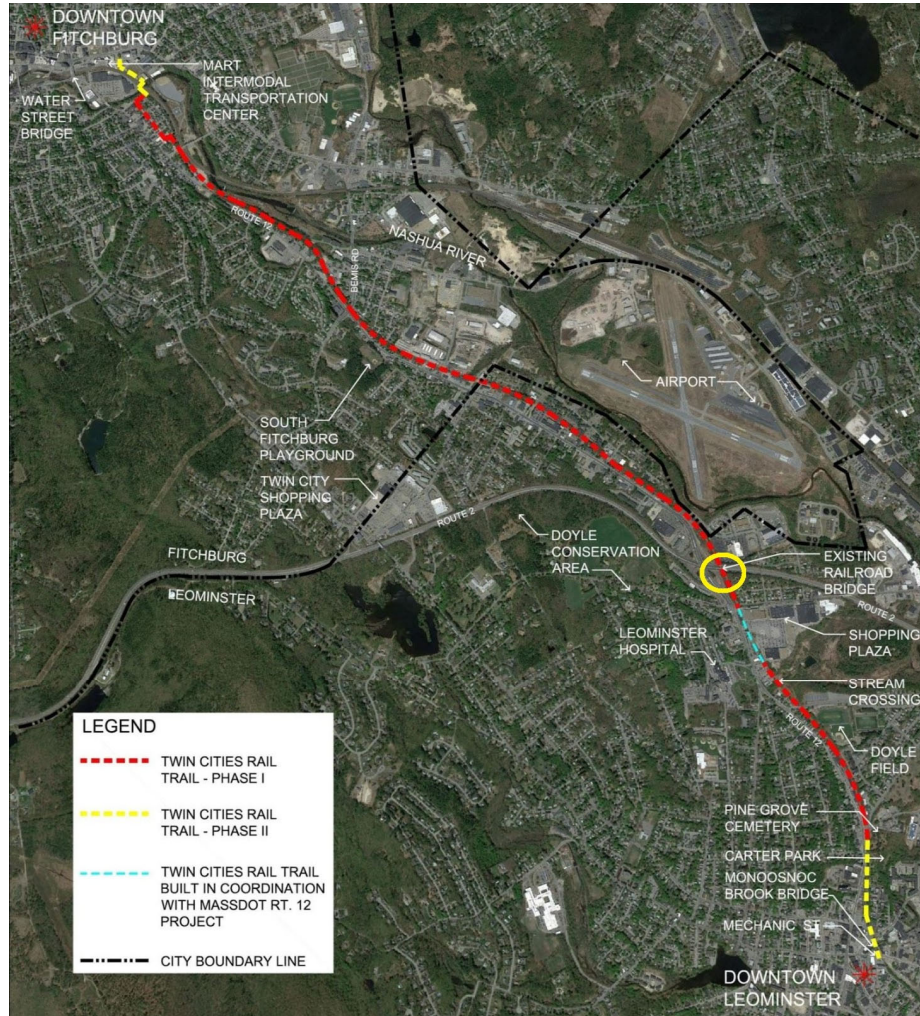 DOWNTOWN
FITCHBURG
MART
INTERMODAL
TRANSPORTATION
CENTER
WATER
STREET
BRIDGE
ROUTE 12
BEMIS RD
NASHUA RIVER
AIRPORT
SOUTH
FITCHBURG
PLAYGROUND
TWIN CITY
SHOPPING
PLAZA
ROUTE 2
DOYLE
CONSERVATION
AREA
EXISTING
RAILROAD
BRIDGE
FITCHBURG
LEOMINSTER
ROUTE 2
LEOMINSTER
HOSPITAL
SHOPPING
PLAZA
STREAM
CROSSING
ROUTE 12
DOYLE
FIELD
PINE GROVE
CEMETERY
CARTER PARK
MONOOSNOC
BROOK BRIDGE
MECHANIC ST
DOWNTOWN
LEOMINSTER
LEGEND
TWIN CITIES RAIL
TRAIL - PHASE I
TWIN CITIES RAIL
TRAIL - PHASE II
TWIN CITIES RAIL TRAIL
BUILT IN COORDINATION
WITH MASSDOT RT. 12
PROJECT
CITY BOUNDARY LINE